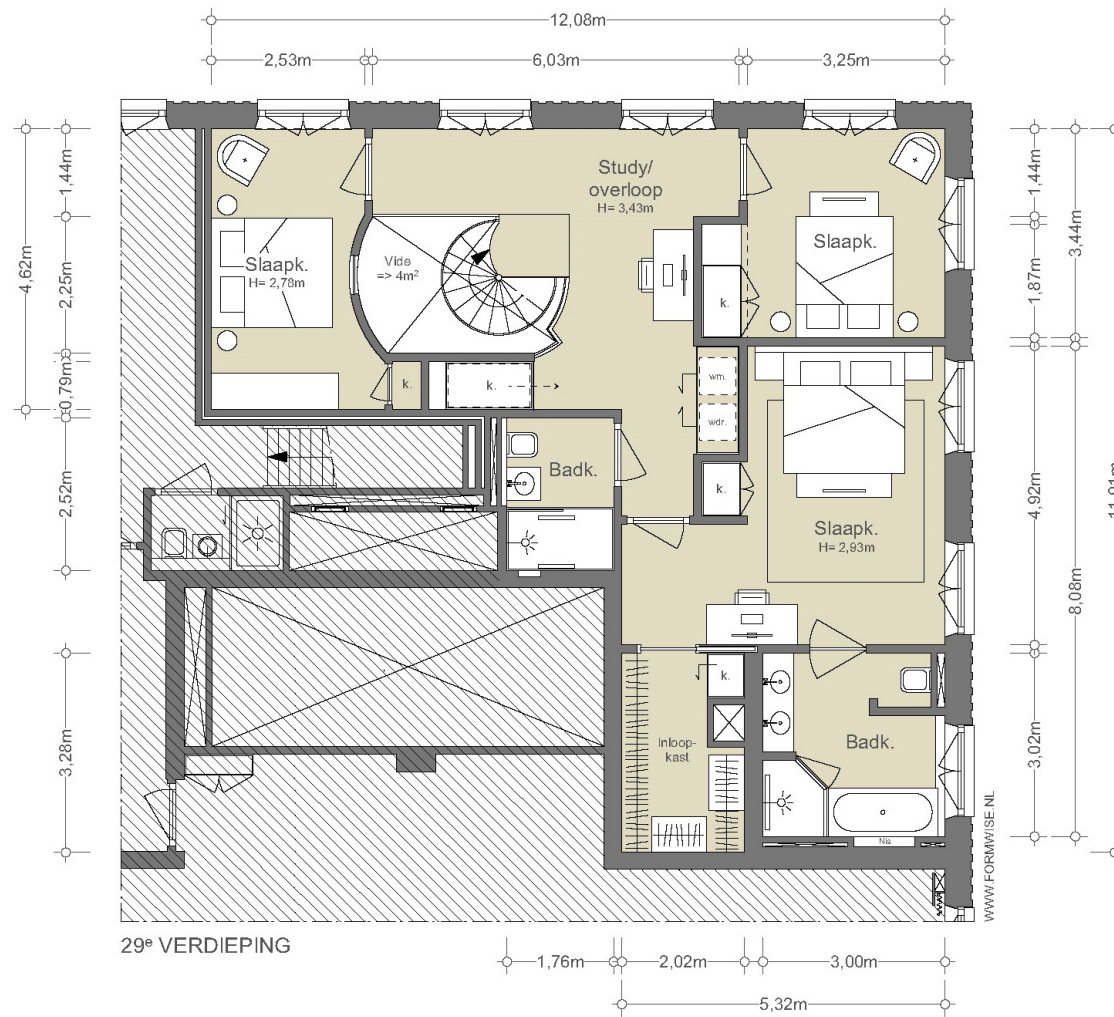 12,08m
2,53m
6,03m
3,25m
4,62m
1,44m
2,25m
0,79m
2,52m
3,28m
Study/
overloop
H= 3,43m
Slaapk.
H= 2,78m
Vide
=> 4m²
Slaapk.
k.
k.
k.
wm.
wdr.
k.
Badk.
Slaapk.
H= 2,93m
k.
Inloop-
kast
Badk.
Nis
1,44m
1,87m
3,44m
4,92m
8,08m
11,91m
3,02m
WWW.FORMWISE.NL
29e VERDIEPING
1,76m
2,02m
3,00m
5,32m